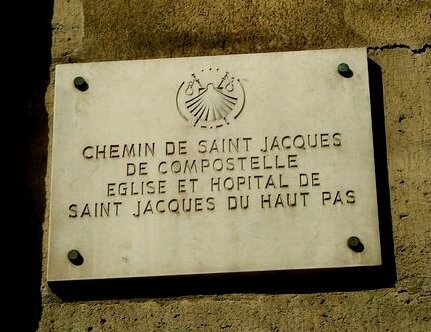 CHEMIN DE SAINT JACQUES
DE COMPOSTELLE
EGLISE ET HOPITAL DE
SAINT JACQUES DU HAUT PAS